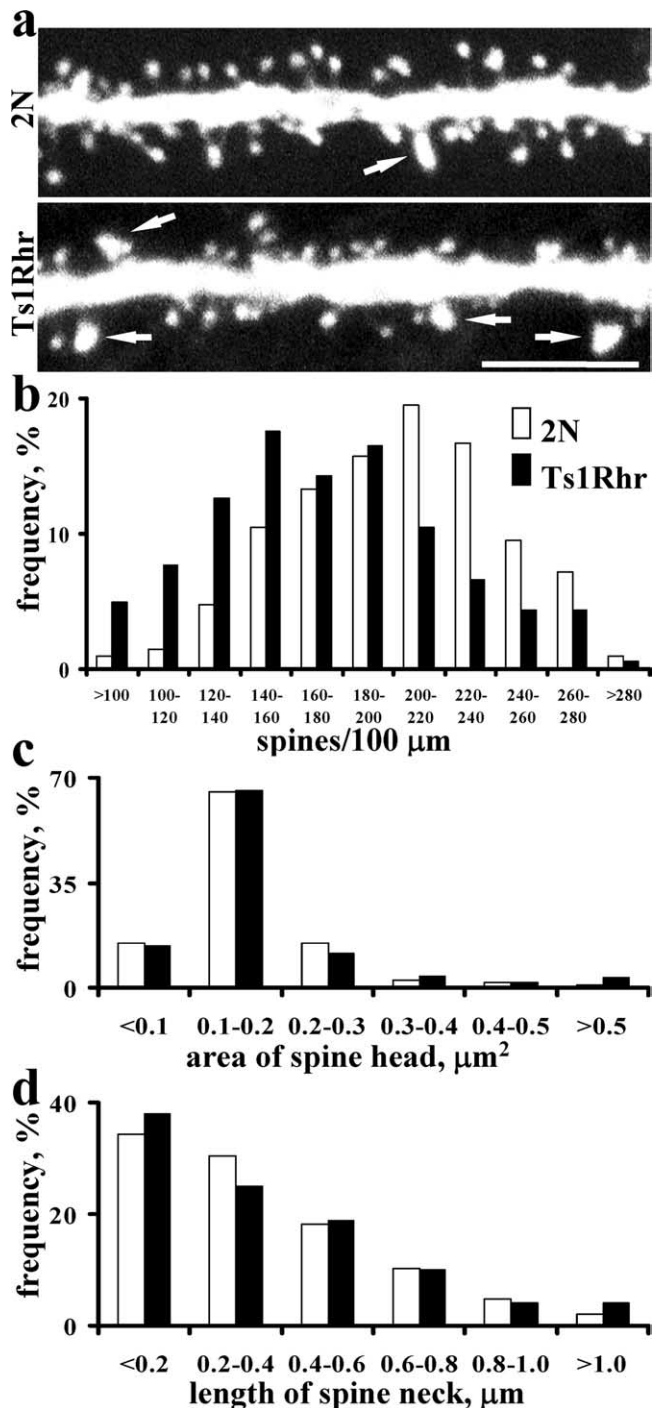 a
2N
Ts1Rhr
b
frequency, %
20
10
0
2N
Ts1Rhr
>100 100-120 120-140 140-160 160-180 180-200 200-220 220-240 240-260 260-280 >280
spines/100 μm
c
frequency, %
70
35
0
<0.1 0.1-0.2 0.2-0.3 0.3-0.4 0.4-0.5 >0.5
area of spine head, μm²
d
frequency, %
40
20
0
<0.2 0.2-0.4 0.4-0.6 0.6-0.8 0.8-1.0 >1.0
length of spine neck, μm